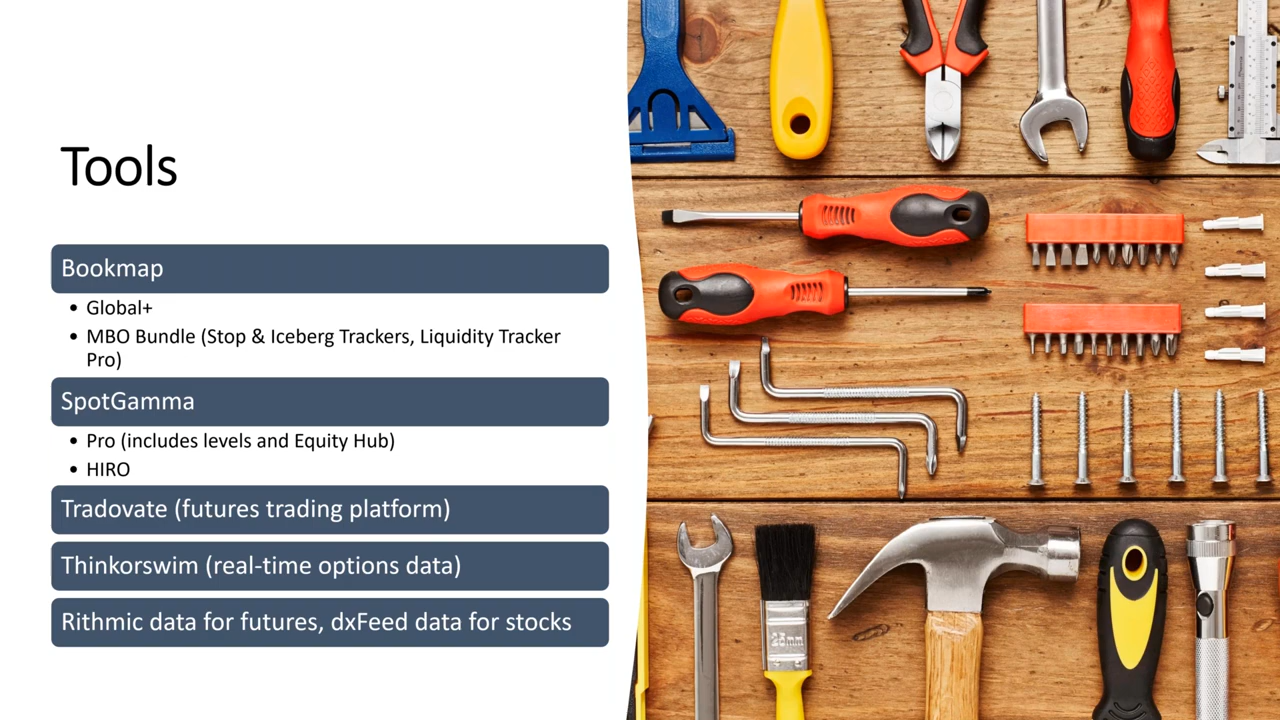 Tools
Bookmap
• Global+
• MBO Bundle (Stop & Iceberg Trackers, Liquidity Tracker
Pro)
SpotGamma
• Pro (includes levels and Equity Hub)
• HIRO
Tradovate (futures trading platform)
Thinkorswim (real-time options data)
Rithmic data for futures, dxFeed data for stocks
25mm